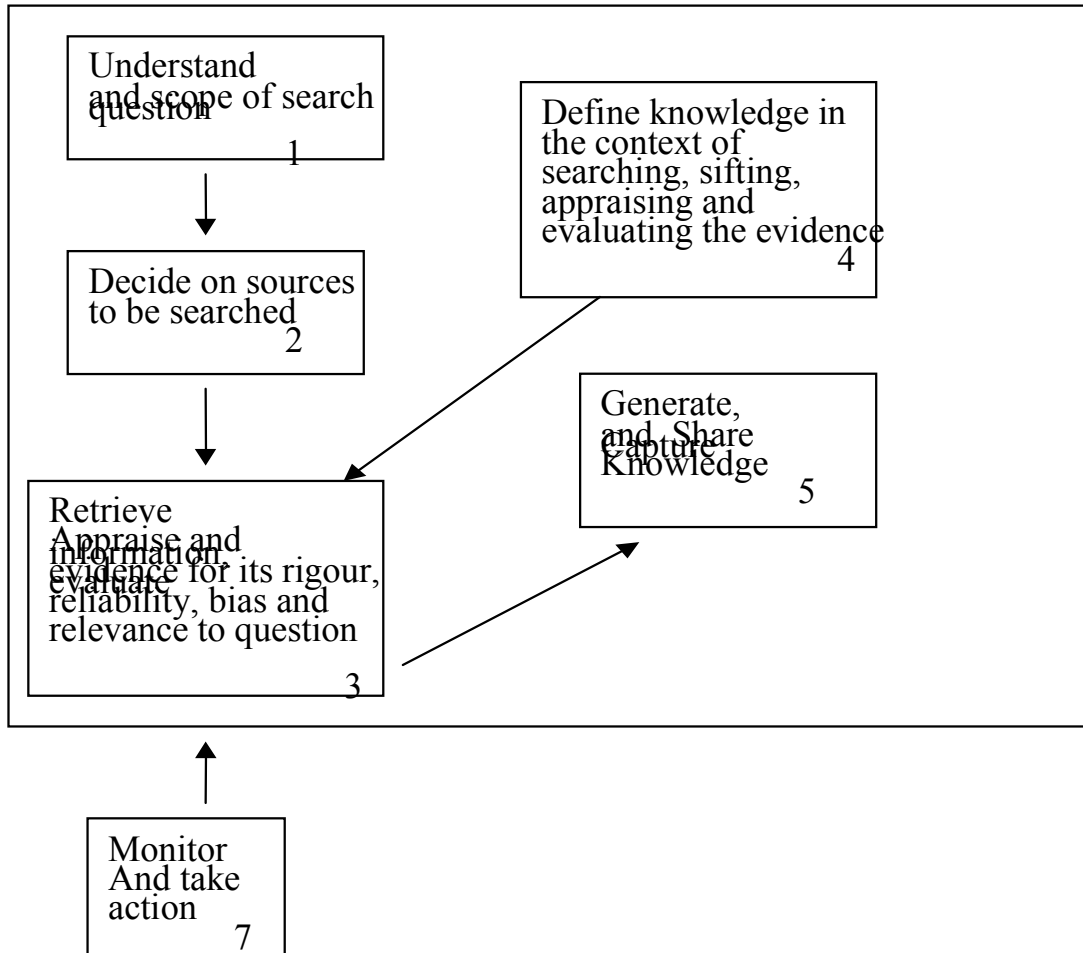 Understand
and scope of search
question
1
Decide on sources
to be searched
2
Retrieve
Appraise and
information,
evidence for its rigour,
evaluate
reliability, bias and
relevance to question
3
Define knowledge in
the context of
searching, sifting,
appraising and
evaluating the evidence
4
Generate,
and Share
Capture
Knowledge
5
Monitor
And take
action
7